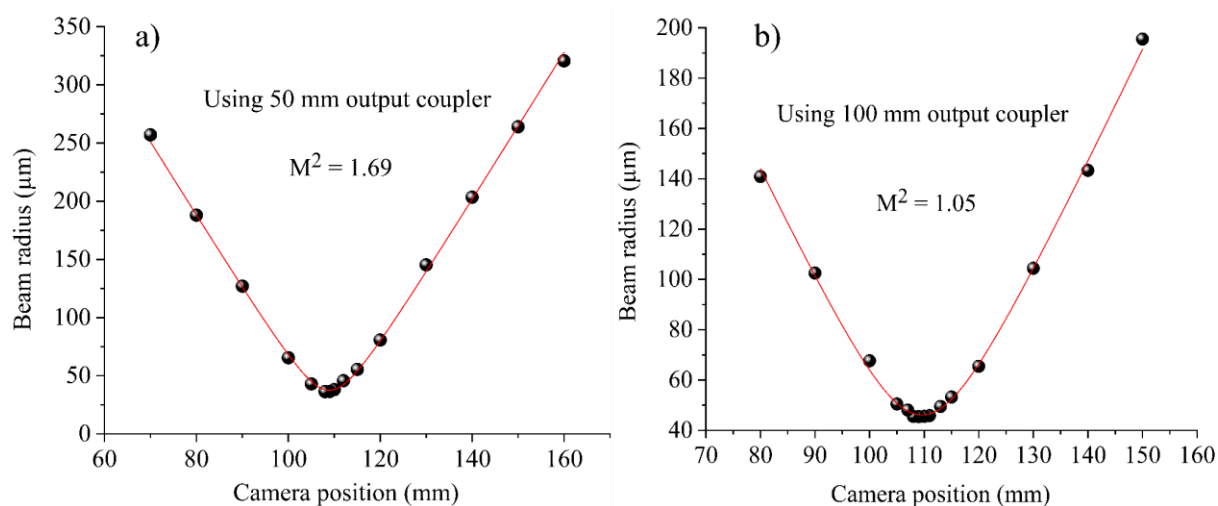 a)
Using 50 mm output coupler
M² = 1.69
Beam radius (μm)
350
300
250
200
150
100
50
0
60 80 100 120 140 160
Camera position (mm)
b)
Using 100 mm output coupler
M² = 1.05
Beam radius (μm)
200
180
160
140
120
100
80
60
40
70 80 90 100 110 120 130 140 150 160
Camera position (mm)